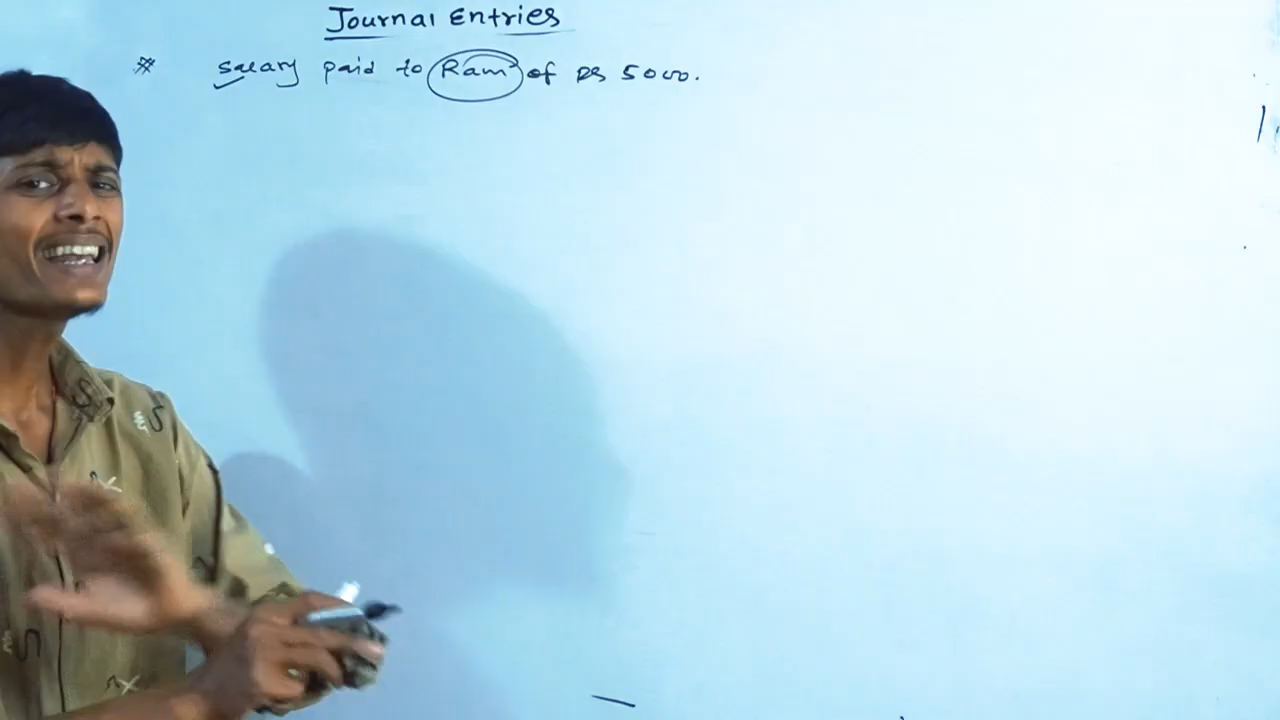 Journal Entries
* Salary paid to Ram of Rs 5000.